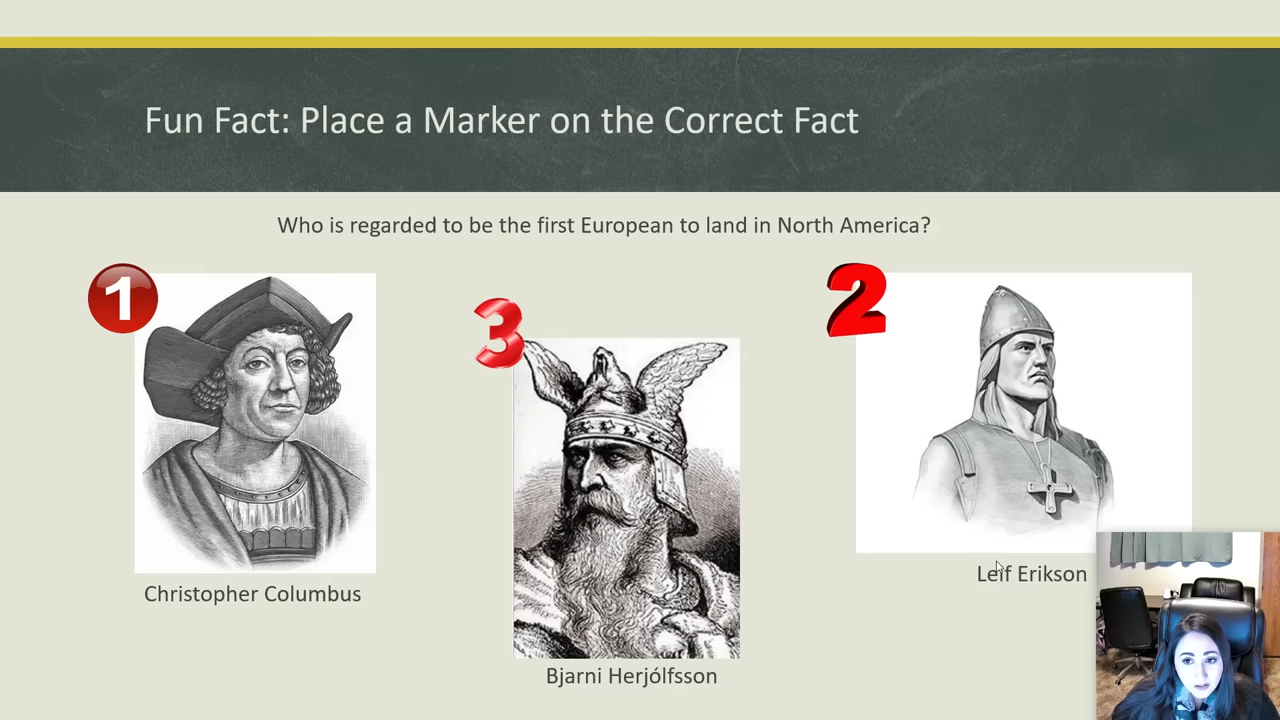 Fun Fact: Place a Marker on the Correct Fact
Who is regarded to be the first European to land in North America?
1
3
2
Christopher Columbus
Bjarni Herjólfsson
Leif Erikson